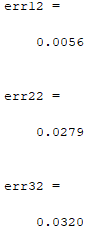 err12 =
0.0056
err22 =
0.0279
err32 =
0.0320